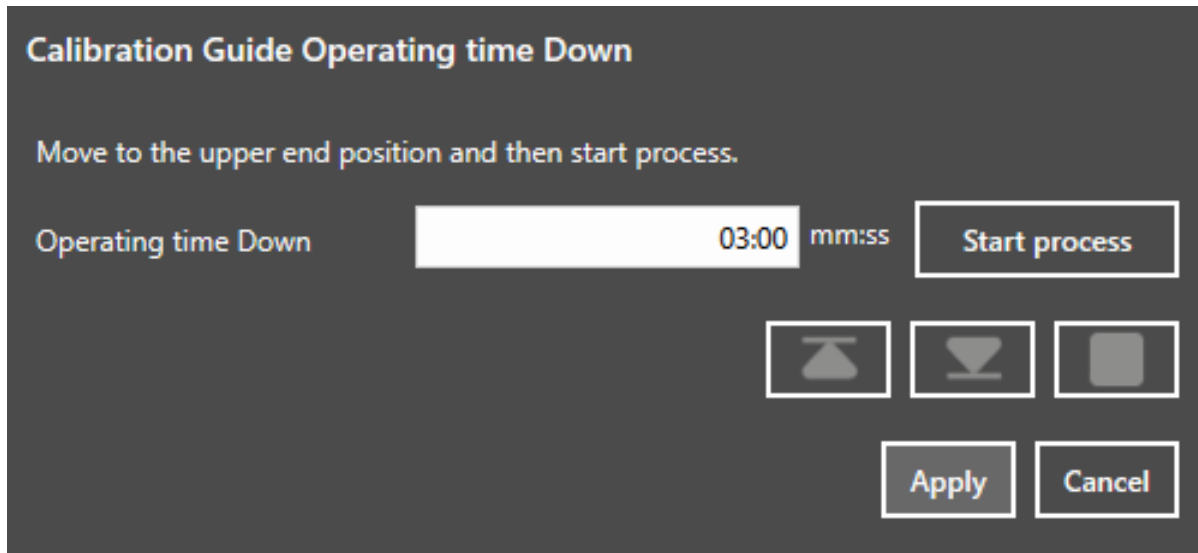 Calibration Guide Operating time Down
Move to the upper end position and then start process.
Operating time Down 03:00 mm:ss Start process
Apply Cancel